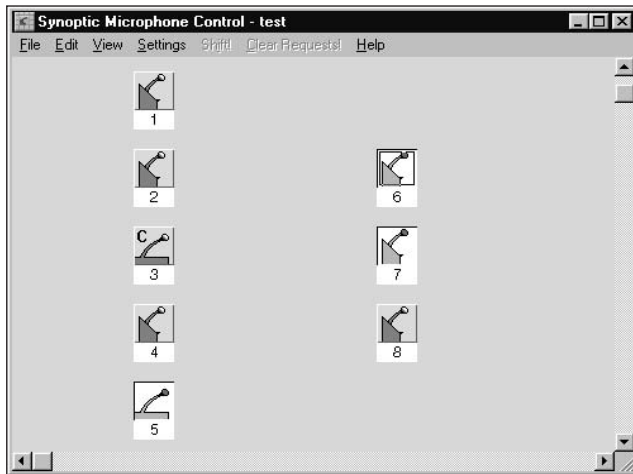 Synoptic Microphone Control - test
File Edit View Settings Shift! Clear Requests! Help
1
2 6
C
3 7
4 8
5